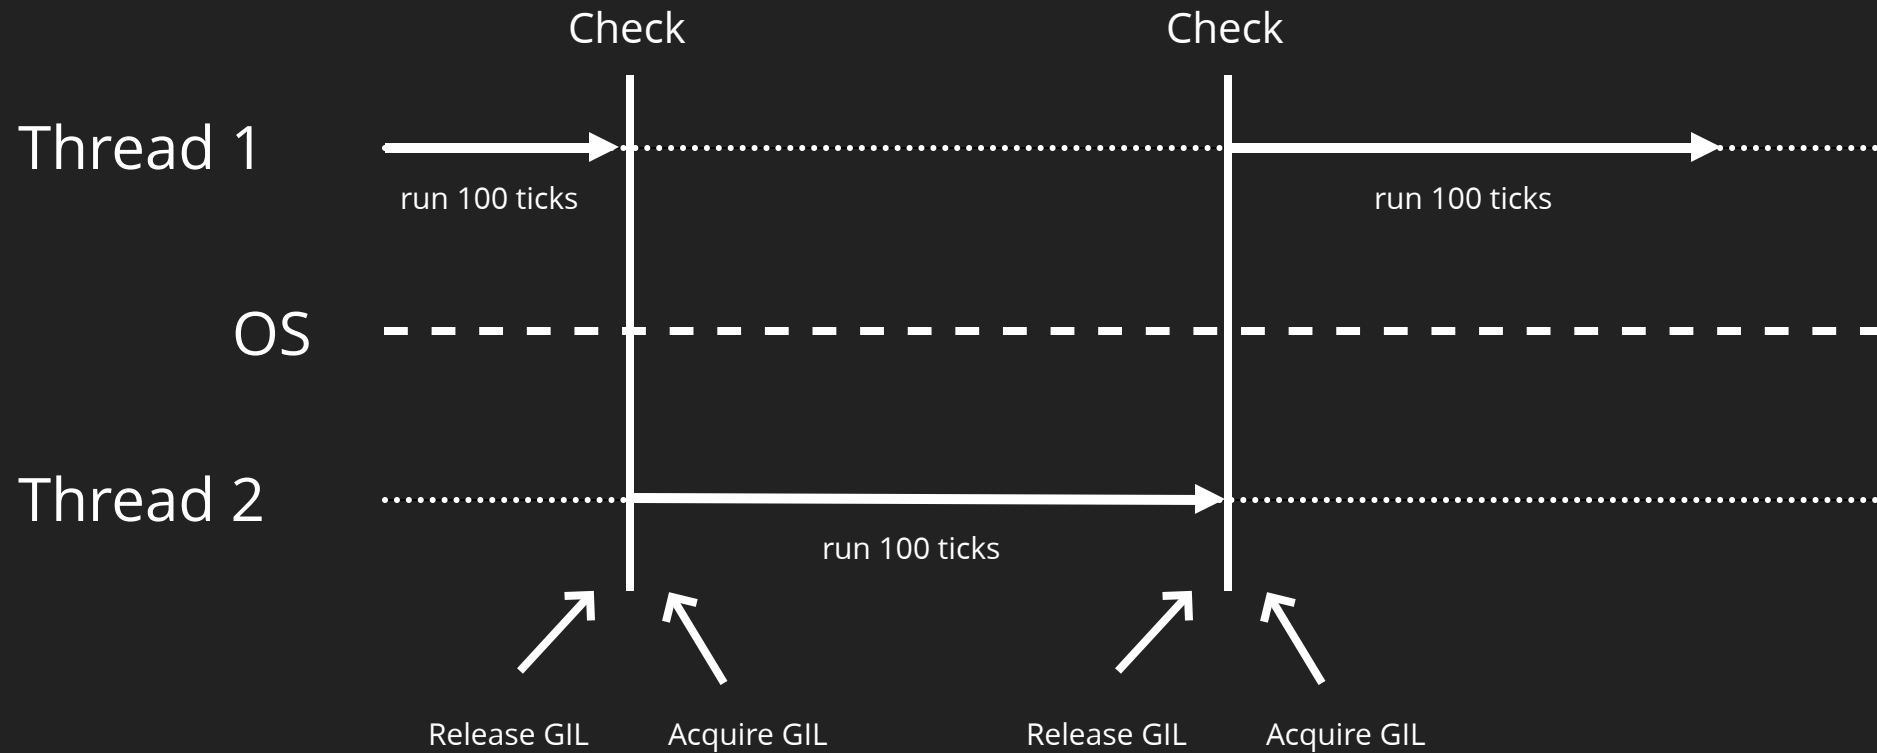 Check
Check
Thread 1
run 100 ticks
run 100 ticks
OS
Thread 2
run 100 ticks
Release GIL
Acquire GIL
Release GIL
Acquire GIL